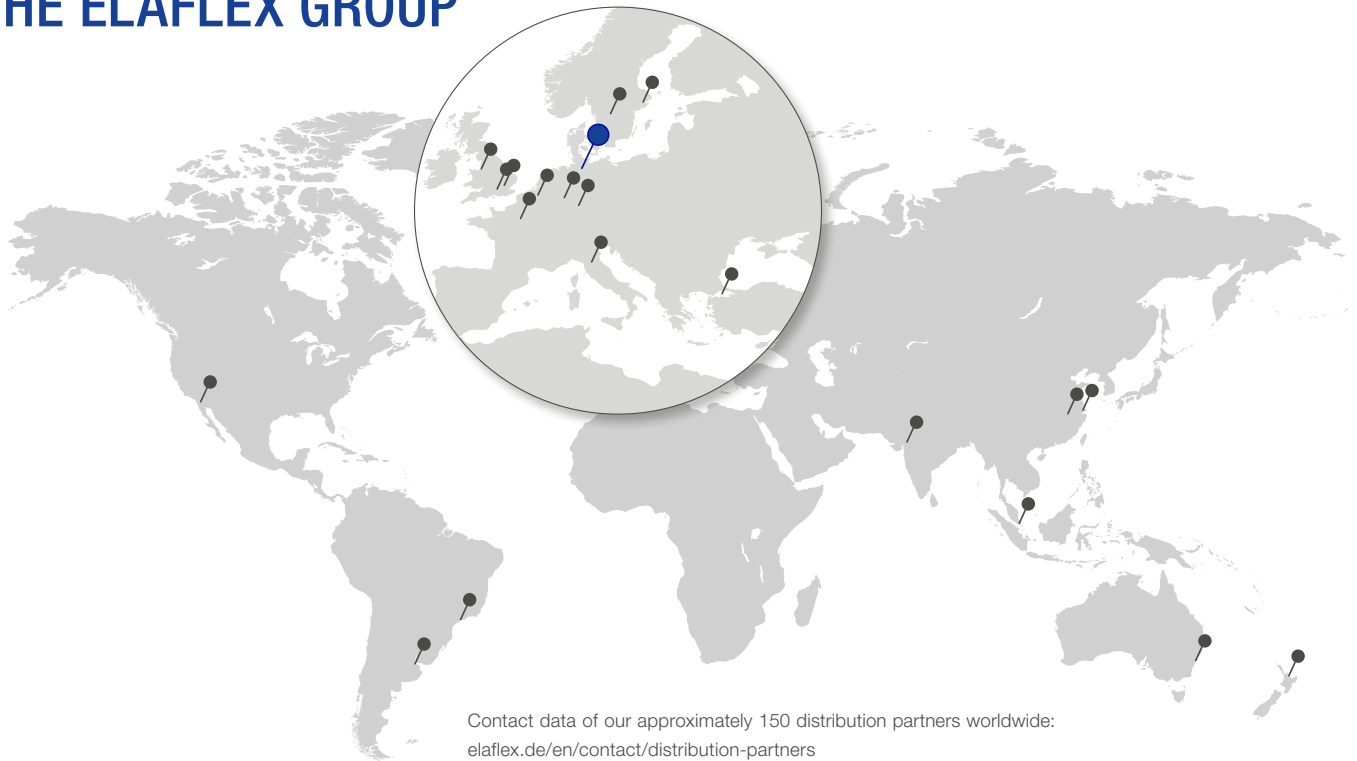 HE ELAFLEX GROUP
Contact data of our approximately 150 distribution partners worldwide:
elaflex.de/en/contact/distribution-partners